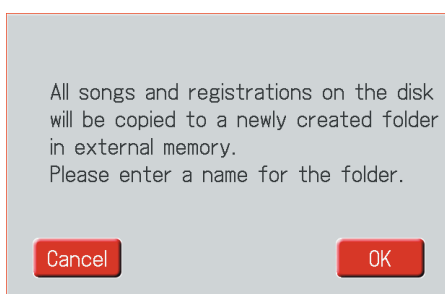 All songs and registrations on the disk
will be copied to a newly created folder
in external memory.
Please enter a name for the folder.
Cancel
OK